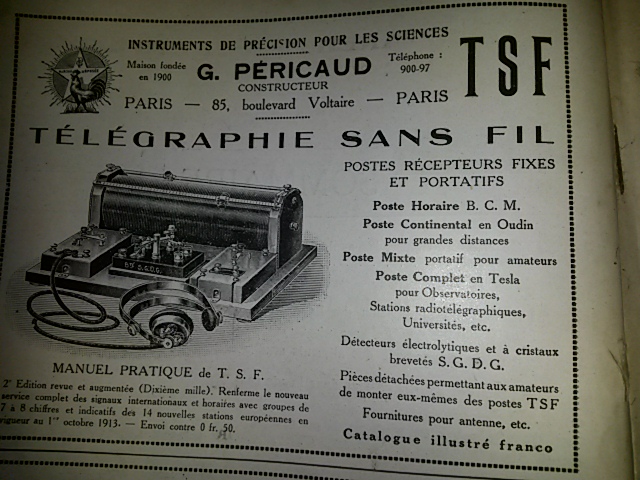 INSTRUMENTS DE PRÉCISION POUR LES SCIENCES
Maison fondée
en 1900
G. PÉRICAUD
CONSTRUCTEUR
Téléphone :
900-97
PARIS — 85, boulevard Voltaire — PARIS
TSF
TÉLÉGRAPHIE SANS FIL
POSTES RÉCEPTEURS FIXES
ET PORTATIFS
Poste Horaire B. C. M.
Poste Continental en Oudin
pour grandes distances
Poste Mixte portatif pour amateurs
Poste Complet en Tesla
pour Observatoires,
Stations radiotélégraphiques,
Universités, etc.
Détecteurs électrolytiques et à cristaux
brevetés S. G. D. G.
Pièces détachées permettant aux amateurs
de monter eux-mêmes des postes TSF
Fournitures pour antenne, etc.
Catalogue illustré franco
MANUEL PRATIQUE de T. S. F.
2e Edition revue et augmentée (Dixième mille). Renferme le nouveau
service complet des signaux internationaux et horaires avec groupes de
7 à 8 chiffres et indicatifs des 14 nouvelles stations européennes en
vigueur au 1er octobre 1913. — Envoi contre 0 fr. 50.